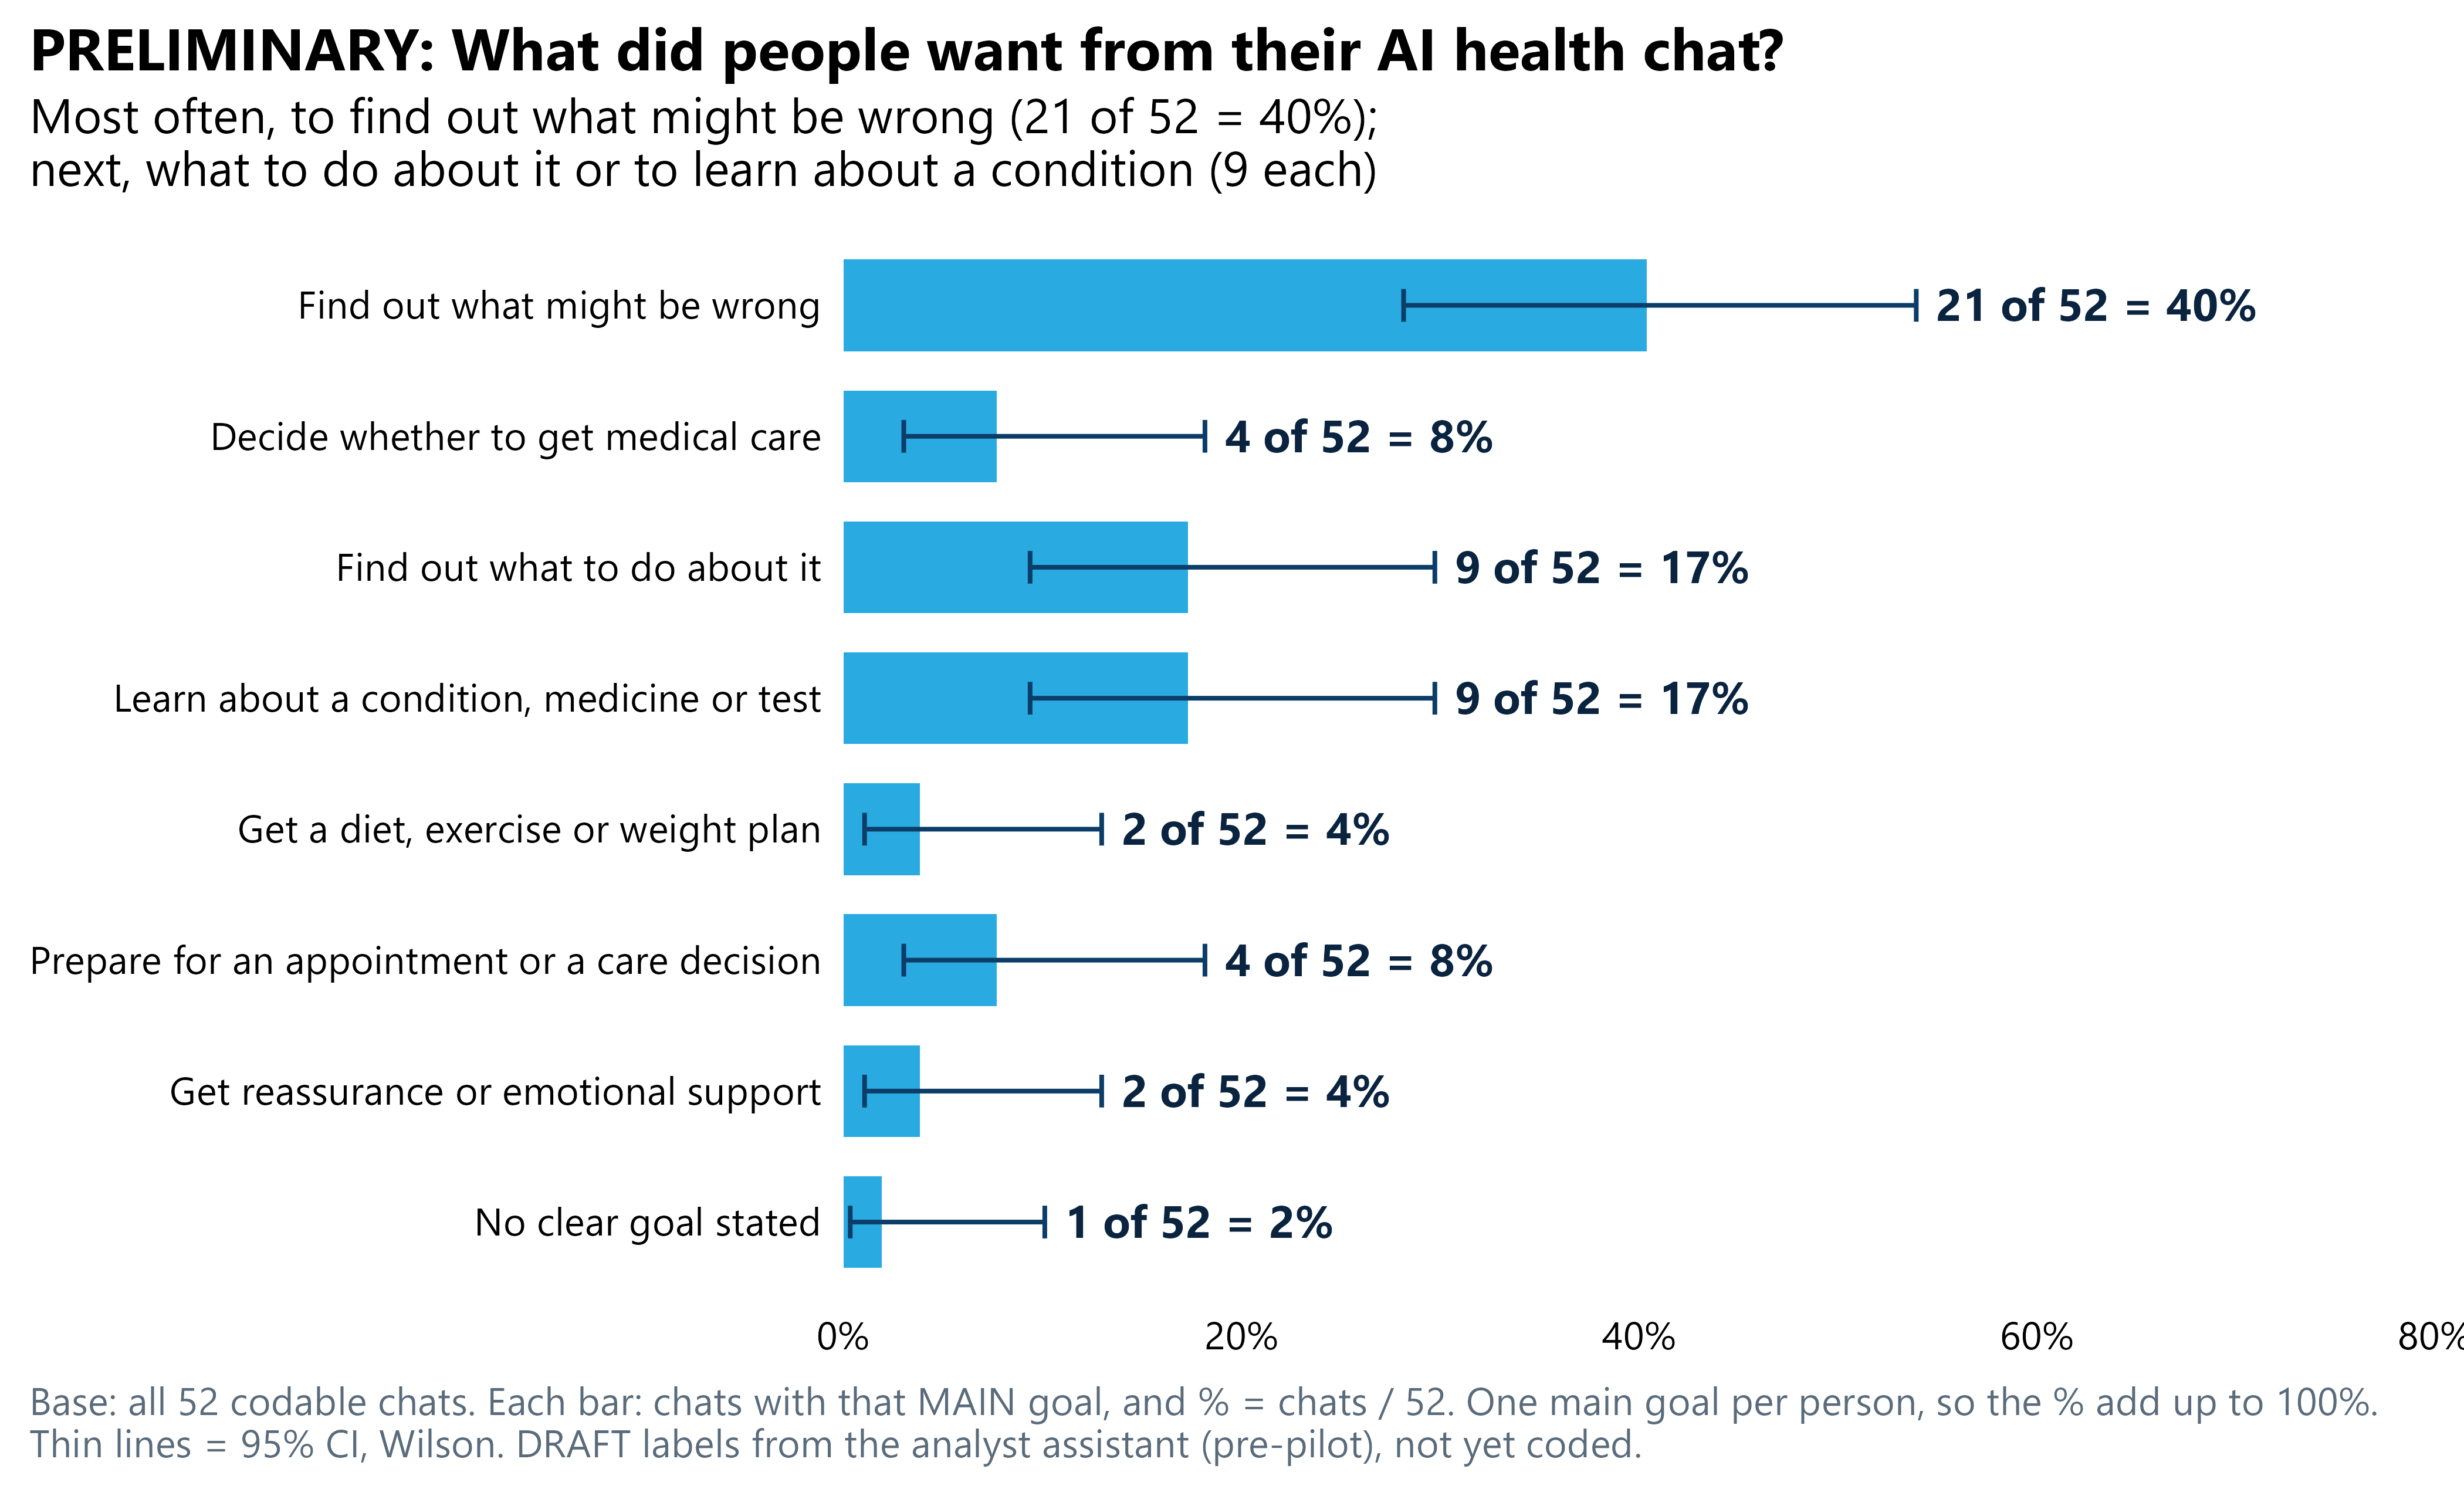 PRELIMINARY: What did people want from their AI health chat?
Most often, to find out what might be wrong (21 of 52 = 40%);
next, what to do about it or to learn about a condition (9 each)
Find out what might be wrong
21 of 52 = 40%
Decide whether to get medical care
4 of 52 = 8%
Find out what to do about it
9 of 52 = 17%
Learn about a condition, medicine or test
9 of 52 = 17%
Get a diet, exercise or weight plan
2 of 52 = 4%
Prepare for an appointment or a care decision
4 of 52 = 8%
Get reassurance or emotional support
2 of 52 = 4%
No clear goal stated
1 of 52 = 2%
0% 20% 40% 60% 80%
Base: all 52 codable chats. Each bar: chats with that MAIN goal, and % = chats / 52. One main goal per person, so the % add up to 100%.
Thin lines = 95% CI, Wilson. DRAFT labels from the analyst assistant (pre-pilot), not yet coded.